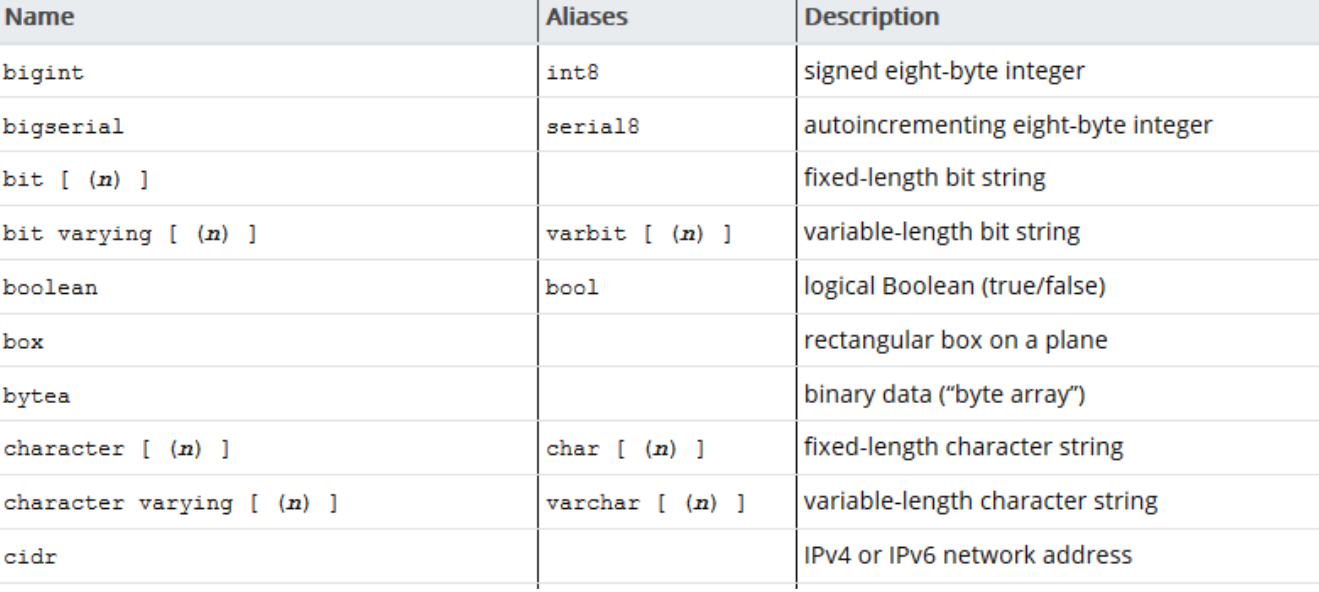 Name Aliases Description
bigint int8 signed eight-byte integer
bigserial serial8 autoincrementing eight-byte integer
bit [ (n) ] fixed-length bit string
bit varying [ (n) ] varbit [ (n) ] variable-length bit string
boolean bool logical Boolean (true/false)
box rectangular box on a plane
bytea binary data (“byte array”)
character [ (n) ] char [ (n) ] fixed-length character string
character varying [ (n) ] varchar [ (n) ] variable-length character string
cidr IPv4 or IPv6 network address